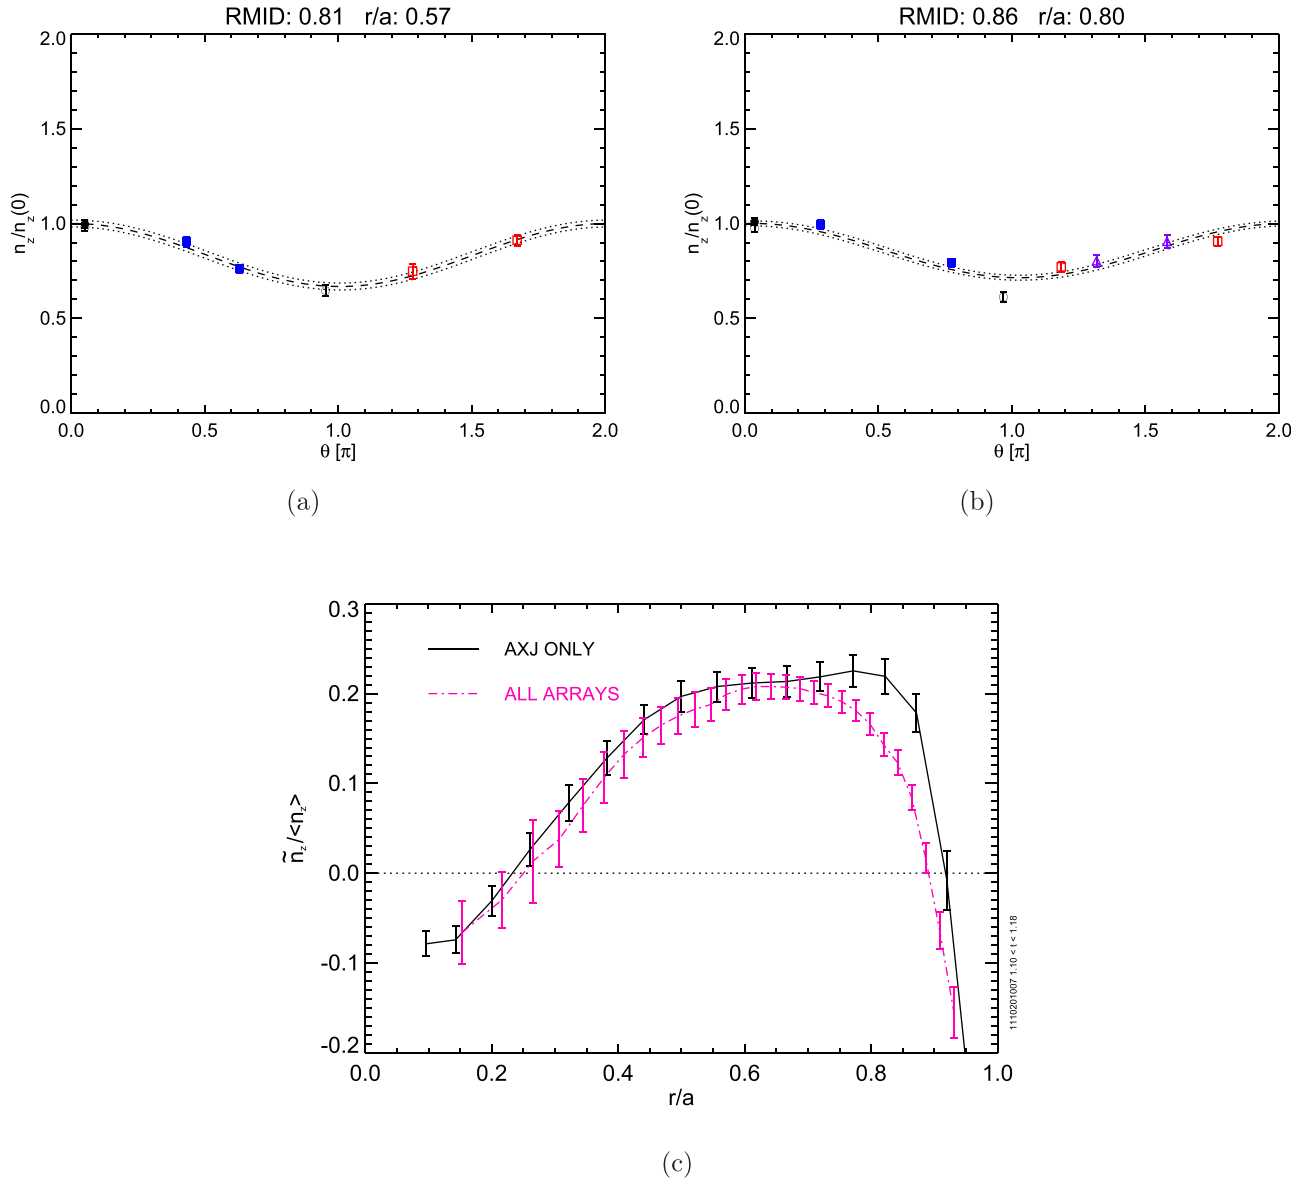 RMID: 0.81 r/a: 0.57
2.0
1.5
1.0
0.5
0.0
n_z/n_z(0)
0.0 0.5 1.0 1.5 2.0
θ [π]
(a)
RMID: 0.86 r/a: 0.80
2.0
1.5
1.0
0.5
0.0
n_z/n_z(0)
0.0 0.5 1.0 1.5 2.0
θ [π]
(b)
0.3
0.2
0.1
0.0
-0.1
-0.2
ñ_z/<n_z>
AXJ ONLY
ALL ARRAYS
1110201007 1.10 < t < 1.18
0.0 0.2 0.4 0.6 0.8 1.0
r/a
(c)